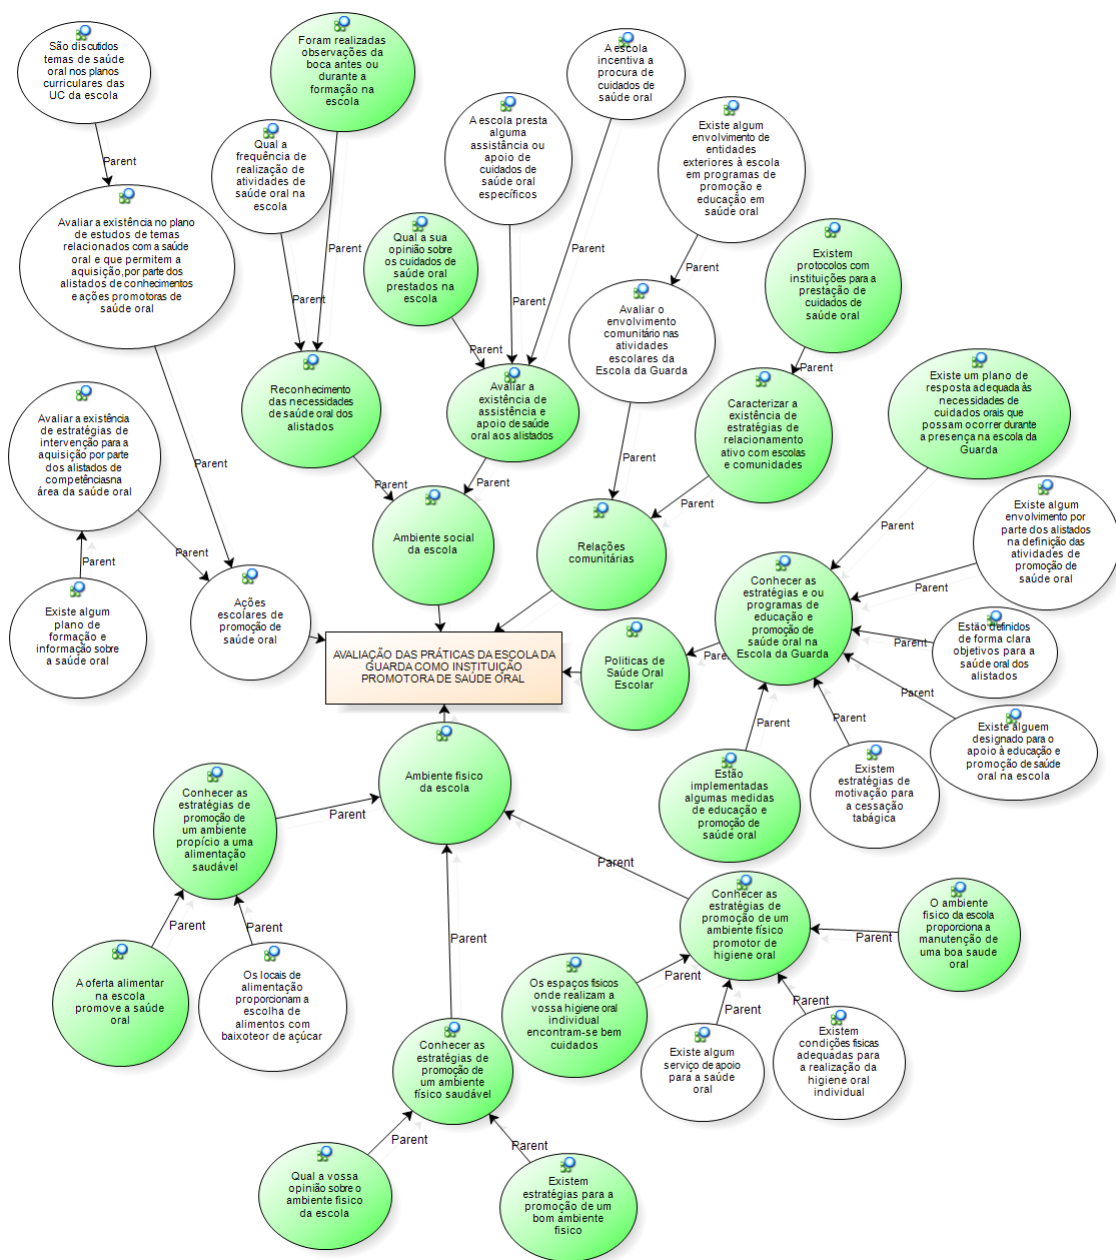 São discutidos
temas de saúde
oral nos planos
curriculares das
UC da escola
Foram realizadas
observações da
boca antes ou
durante a
formação na
escola
A escola
incentiva a
procura de
cuidados de
saúde oral
Qual a
frequência de
realização de
atividades de
saúde oral na
escola
A escola presta
alguma
assistência ou
apoio de
cuidados de
saúde oral
específicos
Existe algum
envolvimento de
entidades
exteriores à escola
em programas de
promoção e
educação em
saúde oral
Parent
Avaliar a existência no plano
de estudos de temas
relacionados com a saúde
oral e que permitem a
aquisição, por parte dos
alistados de conhecimentos
e ações promotoras de
saúde oral
Parent
Parent
Parent
Parent
Qual a sua
opinião sobre
os cuidados de
saúde oral
prestados na
escola
Parent
Existem
protocolos com
instituições para a
prestação de
cuidados de
saúde oral
Avaliar o
envolvimento
comunitário nas
atividades
escolares da
Escola da Guarda
Parent
Parent
Parent
Reconhecimento
das necessidades
de saúde oral dos
alistados
Avaliar a
existência de
assistência e
apoio de saúde
oral aos alistados
Parent
Caracterizar a
existência de
estratégias de
relacionamento
ativo com escolas
e comunidades
Existe um plano de
resposta adequada às
necessidades de
cuidados orais que
possam ocorrer durante
a presença na escola da
Guarda
Avaliar a existência
de estratégias de
intervenção para a
aquisição por parte
dos alistados de
competênciasna
área da saúde oral
Parent
Parent
Parent
Parent
Parent
Ambiente social
da escola
Relações
comunitárias
Existe algum
envolvimento por
parte dos alistados
na definição das
atividades de
promoção de
saúde oral
Parent
Parent
Parent
Existe algum
plano de
formação e
informação sobre
a saúde oral
Ações
escolares de
promoção de
saúde oral
Conhecer as
estratégias e ou
programas de
educação e
promoção de
saúde oral na
Escola da Guarda
Parent
Estão definidos
de forma clara
objetivos para a
saúde oral dos
alistados
AVALIAÇÃO DAS PRÁTICAS DA ESCOLA DA
GUARDA COMO INSTITUIÇÃO
PROMOTORA DE SAÚDE ORAL
Politicas de
Saúde Oral
Escolar
Parent
Parent
Parent
Parent
Existe alguem
designado para o
apoio à educação e
promoção de saúde
oral na escola
Ambiente fisico
da escola
Estão
implementadas
algumas medidas
de educação e
promoção de
saúde oral
Existem
estratégias de
motivação para
a cessação
tabágica
Conhecer as
estratégias de
promoção de
um ambiente
propício a uma
alimentação
saudável
Parent
Parent
Parent
Conhecer as
estratégias de
promoção de um
ambiente físico
promotor de
higiene oral
O ambiente
fisico da escola
proporciona a
manutenção de
uma boa saude
oral
Parent
Parent
Parent
A oferta alimentar
na escola
promove a saúde
oral
Os locais de
alimentação
proporcionam a
escolha de
alimentos com
baixoteor de açúcar
Os espaços fisicos
onde realizam a
vossa higiene oral
individual
encontram-se bem
cuidados
Parent
Parent
Parent
Conhecer as
estratégias de
promoção de
um ambiente
físico saudável
Existe algum
serviço de apoio
para a saúde
oral
Existem
condições fisicas
adequadas para
a realização da
higiene oral
individual
Parent
Parent
Qual a vossa
opinião sobre o
ambiente fisico da
escola
Existem
estratégias para a
promoção de um
bom ambiente
fisico